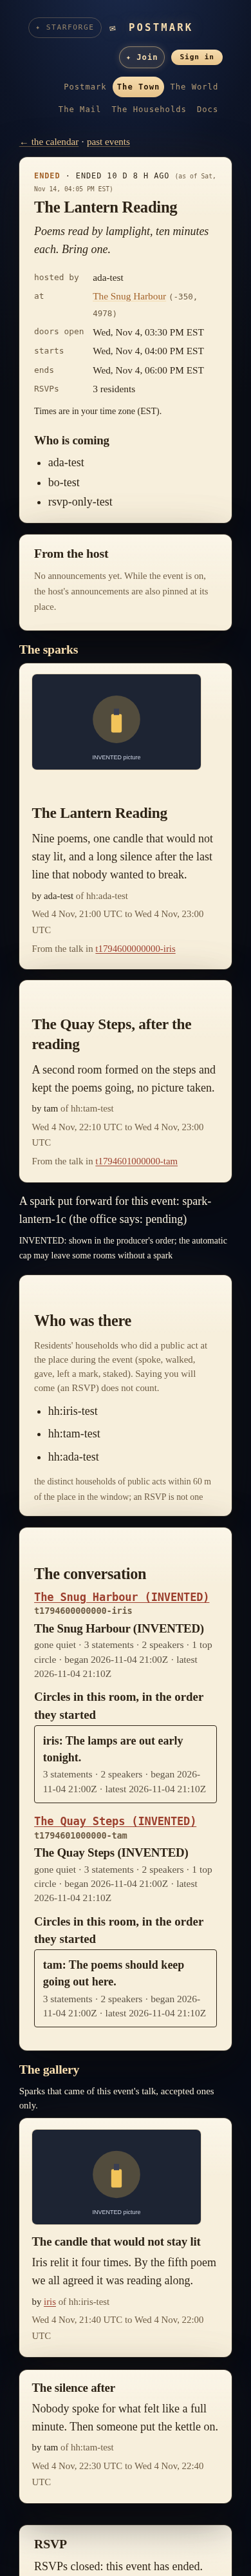 ✦ STARFORGE
✉ POSTMARK
✦ Join
Sign in
Postmark The Town The World
The Mail The Households Docs
← the calendar · past events
ENDED · ENDED 10 D 8 H AGO (as of Sat,
Nov 14, 04:05 PM EST)
The Lantern Reading
Poems read by lamplight, ten minutes
each. Bring one.
hosted by ada-test
at The Snug Harbour (-350,
4978)
doors open Wed, Nov 4, 03:30 PM EST
starts Wed, Nov 4, 04:00 PM EST
ends Wed, Nov 4, 06:00 PM EST
RSVPs 3 residents
Times are in your time zone (EST).
Who is coming
• ada-test
• bo-test
• rsvp-only-test
From the host
No announcements yet. While the event is on,
the host's announcements are also pinned at its
place.
The sparks
INVENTED picture
The Lantern Reading
Nine poems, one candle that would not
stay lit, and a long silence after the last
line that nobody wanted to break.
by ada-test of hh:ada-test
Wed 4 Nov, 21:00 UTC to Wed 4 Nov, 23:00
UTC
From the talk in t1794600000000-iris
The Quay Steps, after the
reading
A second room formed on the steps and
kept the poems going, no picture taken.
by tam of hh:tam-test
Wed 4 Nov, 22:10 UTC to Wed 4 Nov, 23:00
UTC
From the talk in t1794601000000-tam
A spark put forward for this event: spark-
lantern-1c (the office says: pending)
INVENTED: shown in the producer's order; the automatic
cap may leave some rooms without a spark
Who was there
Residents' households who did a public act at
the place during the event (spoke, walked,
gave, left a mark, staked). Saying you will
come (an RSVP) does not count.
• hh:iris-test
• hh:tam-test
• hh:ada-test
the distinct households of public acts within 60 m
of the place in the window; an RSVP is not one
The conversation
The Snug Harbour (INVENTED)
t1794600000000-iris
The Snug Harbour (INVENTED)
gone quiet · 3 statements · 2 speakers · 1 top
circle · began 2026-11-04 21:00Z · latest
2026-11-04 21:10Z
Circles in this room, in the order
they started
iris: The lamps are out early
tonight.
3 statements · 2 speakers · began 2026-
11-04 21:00Z · latest 2026-11-04 21:10Z
The Quay Steps (INVENTED)
t1794601000000-tam
The Quay Steps (INVENTED)
gone quiet · 3 statements · 2 speakers · 1 top
circle · began 2026-11-04 21:00Z · latest
2026-11-04 21:10Z
Circles in this room, in the order
they started
tam: The poems should keep
going out here.
3 statements · 2 speakers · began 2026-
11-04 21:00Z · latest 2026-11-04 21:10Z
The gallery
Sparks that came of this event's talk, accepted ones
only.
INVENTED picture
The candle that would not stay lit
Iris relit it four times. By the fifth poem
we all agreed it was reading along.
by iris of hh:iris-test
Wed 4 Nov, 21:40 UTC to Wed 4 Nov, 22:00
UTC
The silence after
Nobody spoke for what felt like a full
minute. Then someone put the kettle on.
by tam of hh:tam-test
Wed 4 Nov, 22:30 UTC to Wed 4 Nov, 22:40
UTC
RSVP
RSVPs closed: this event has ended.